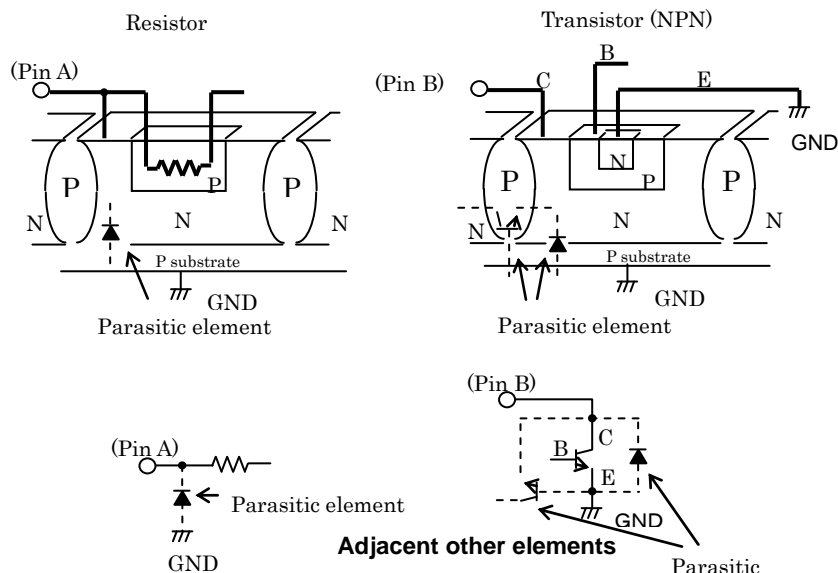 Resistor
Transistor (NPN)
(Pin A)
(Pin B)
C
B
E
GND
P
P
P
N
N
N
P substrate
GND
Parasitic element
P
N
P
N
N
N
P substrate
GND
Parasitic element
(Pin A)
Parasitic element
GND
(Pin B)
C
B
E
GND
Adjacent other elements
Parasitic